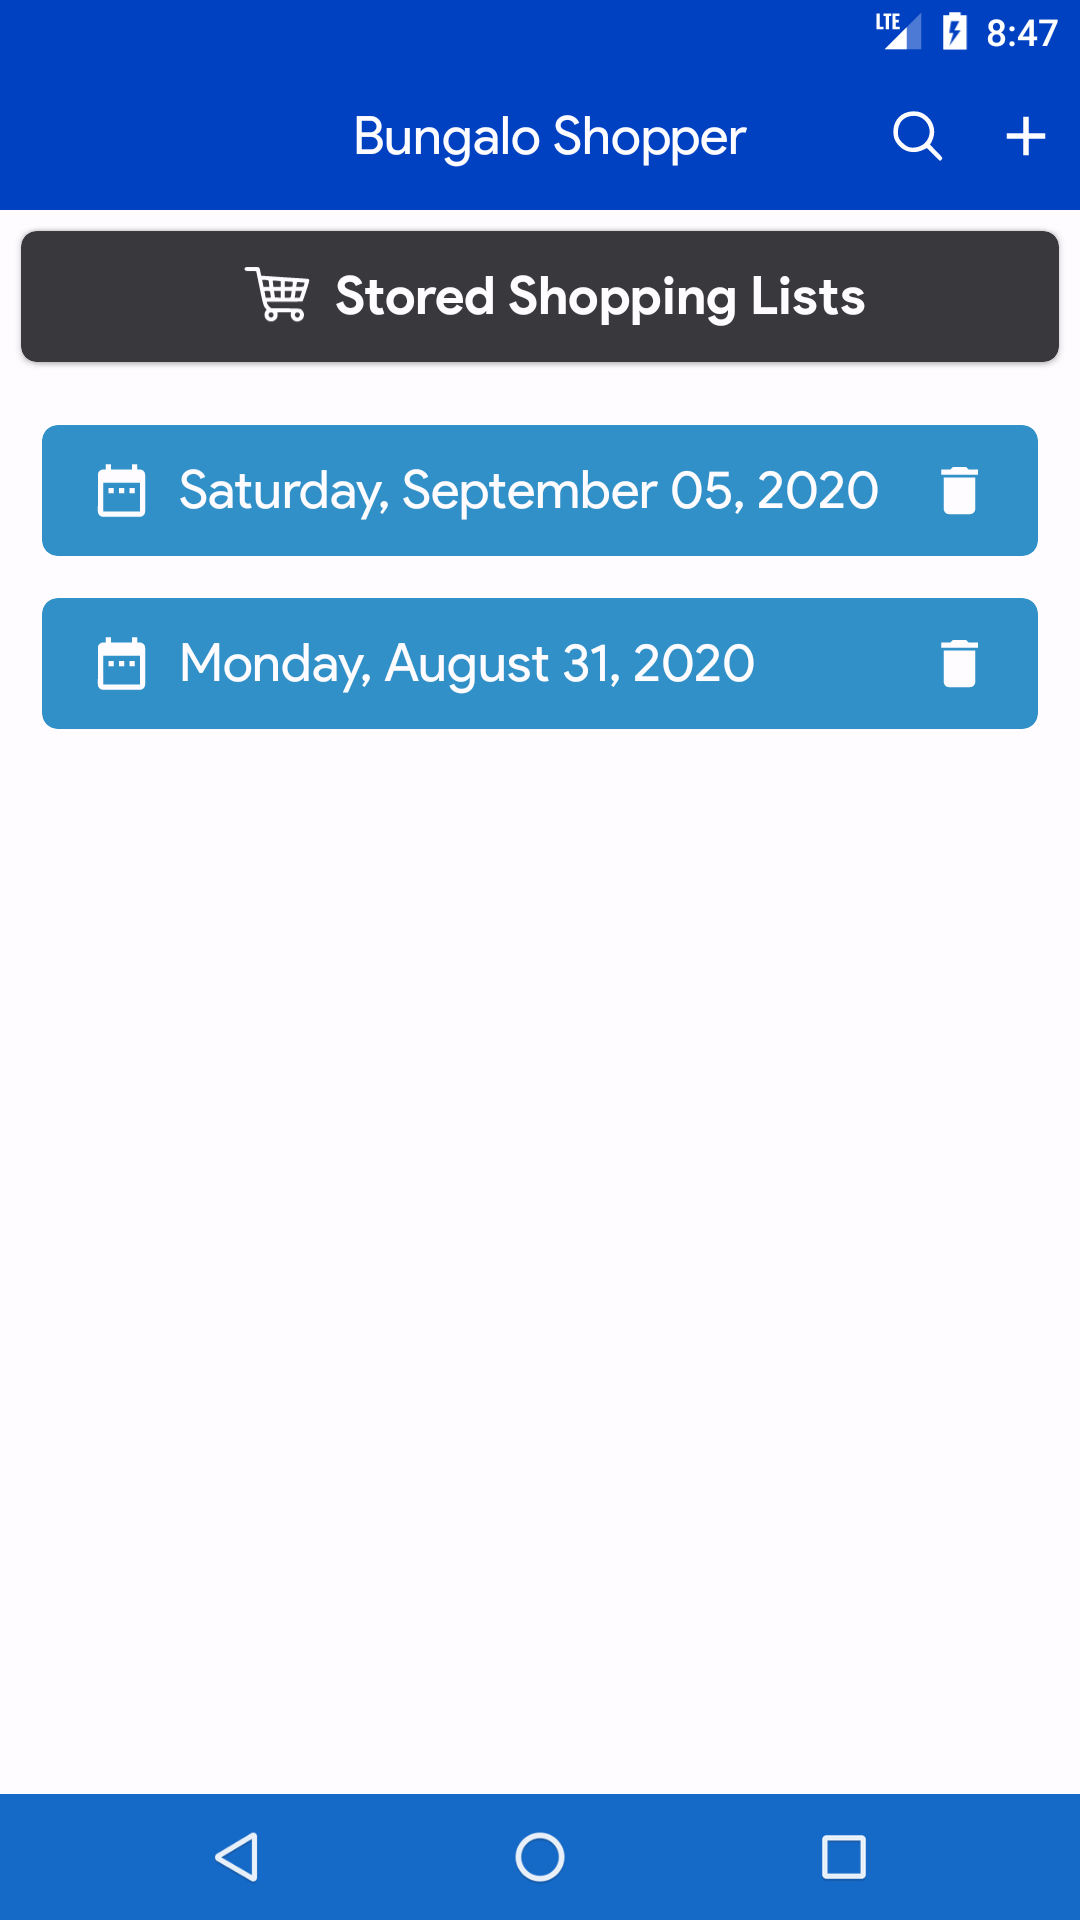 LTE 8:47
Bungalo Shopper
Stored Shopping Lists
Saturday, September 05, 2020
Monday, August 31, 2020